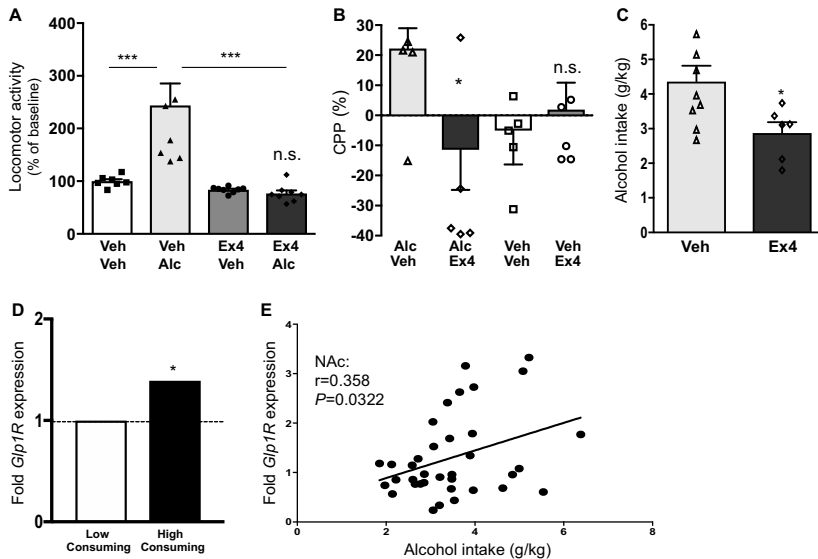 A
Locomotor activity
(% of baseline)
400
300
200
100
50
***
***
n.s.
Veh Veh Ex4 Ex4
Veh Alc Veh Alc
B
CPP (%)
30
20
10
0
-10
-20
-30
-40
*
n.s.
Alc Alc Veh Veh
Veh Ex4 Veh Ex4
C
Alcohol intake (g/kg)
6
5
4
3
2
1
0
*
Veh Ex4
D
Fold Glp1R expression
2
1
0
*
Low High
Consuming Consuming
E
Fold Glp1R expression
4
3
2
1
0
NAc:
r=0.358
P=0.0322
0 2 4 6 8
Alcohol intake (g/kg)